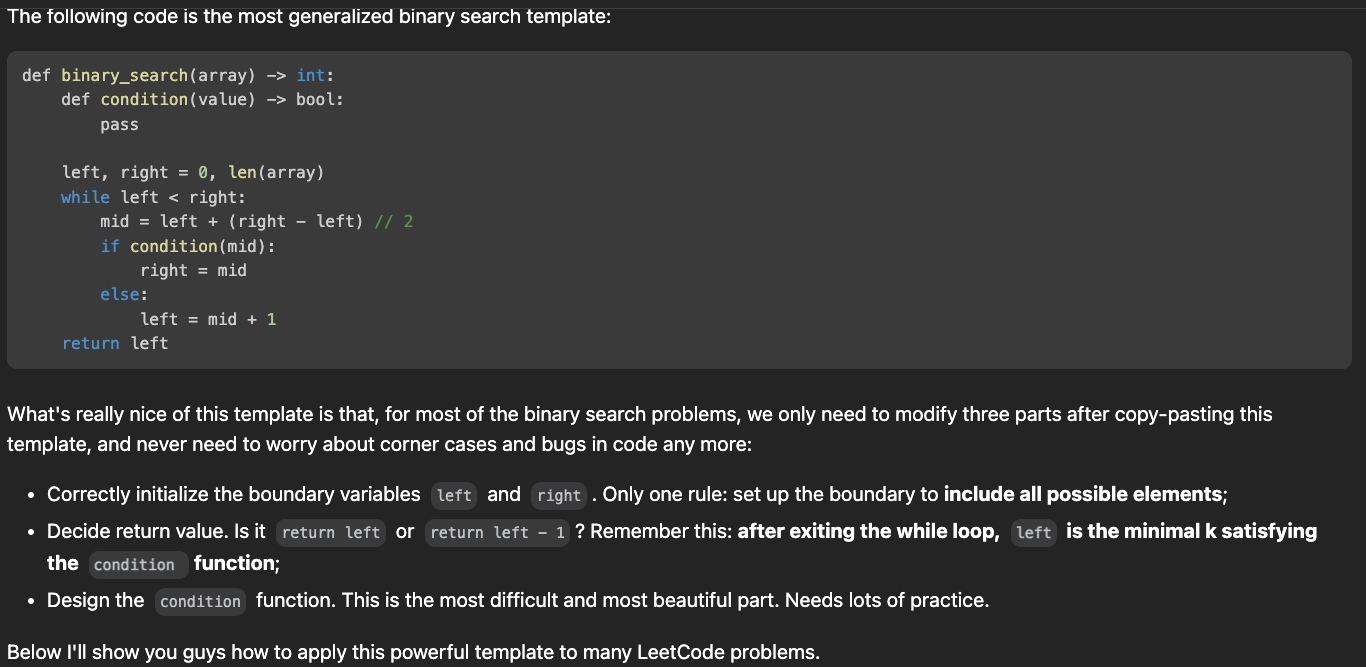 The following code is the most generalized binary search template:
def binary_search(array) -> int:
    def condition(value) -> bool:
        pass
    left, right = 0, len(array)
    while left < right:
        mid = left + (right - left) // 2
        if condition(mid):
            right = mid
        else:
            left = mid + 1
    return left
What's really nice of this template is that, for most of the binary search problems, we only need to modify three parts after copy-pasting this
template, and never need to worry about corner cases and bugs in code any more:
• Correctly initialize the boundary variables left and right . Only one rule: set up the boundary to include all possible elements;
• Decide return value. Is it return left or return left - 1 ? Remember this: after exiting the while loop, left is the minimal k satisfying
the condition function;
• Design the condition function. This is the most difficult and most beautiful part. Needs lots of practice.
Below I'll show you guys how to apply this powerful template to many LeetCode problems.